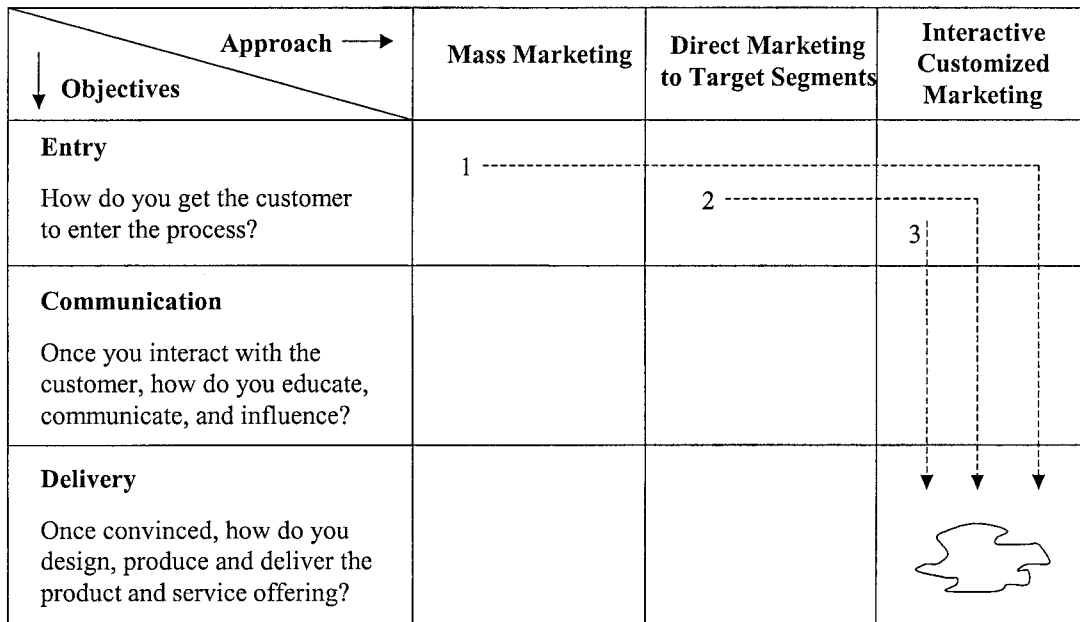 Approach
Objectives
Mass Marketing
Direct Marketing
to Target Segments
Interactive
Customized
Marketing
Entry
How do you get the customer
to enter the process?
1
2
3
Communication
Once you interact with the
customer, how do you educate,
communicate, and influence?
Delivery
Once convinced, how do you
design, produce and deliver the
product and service offering?